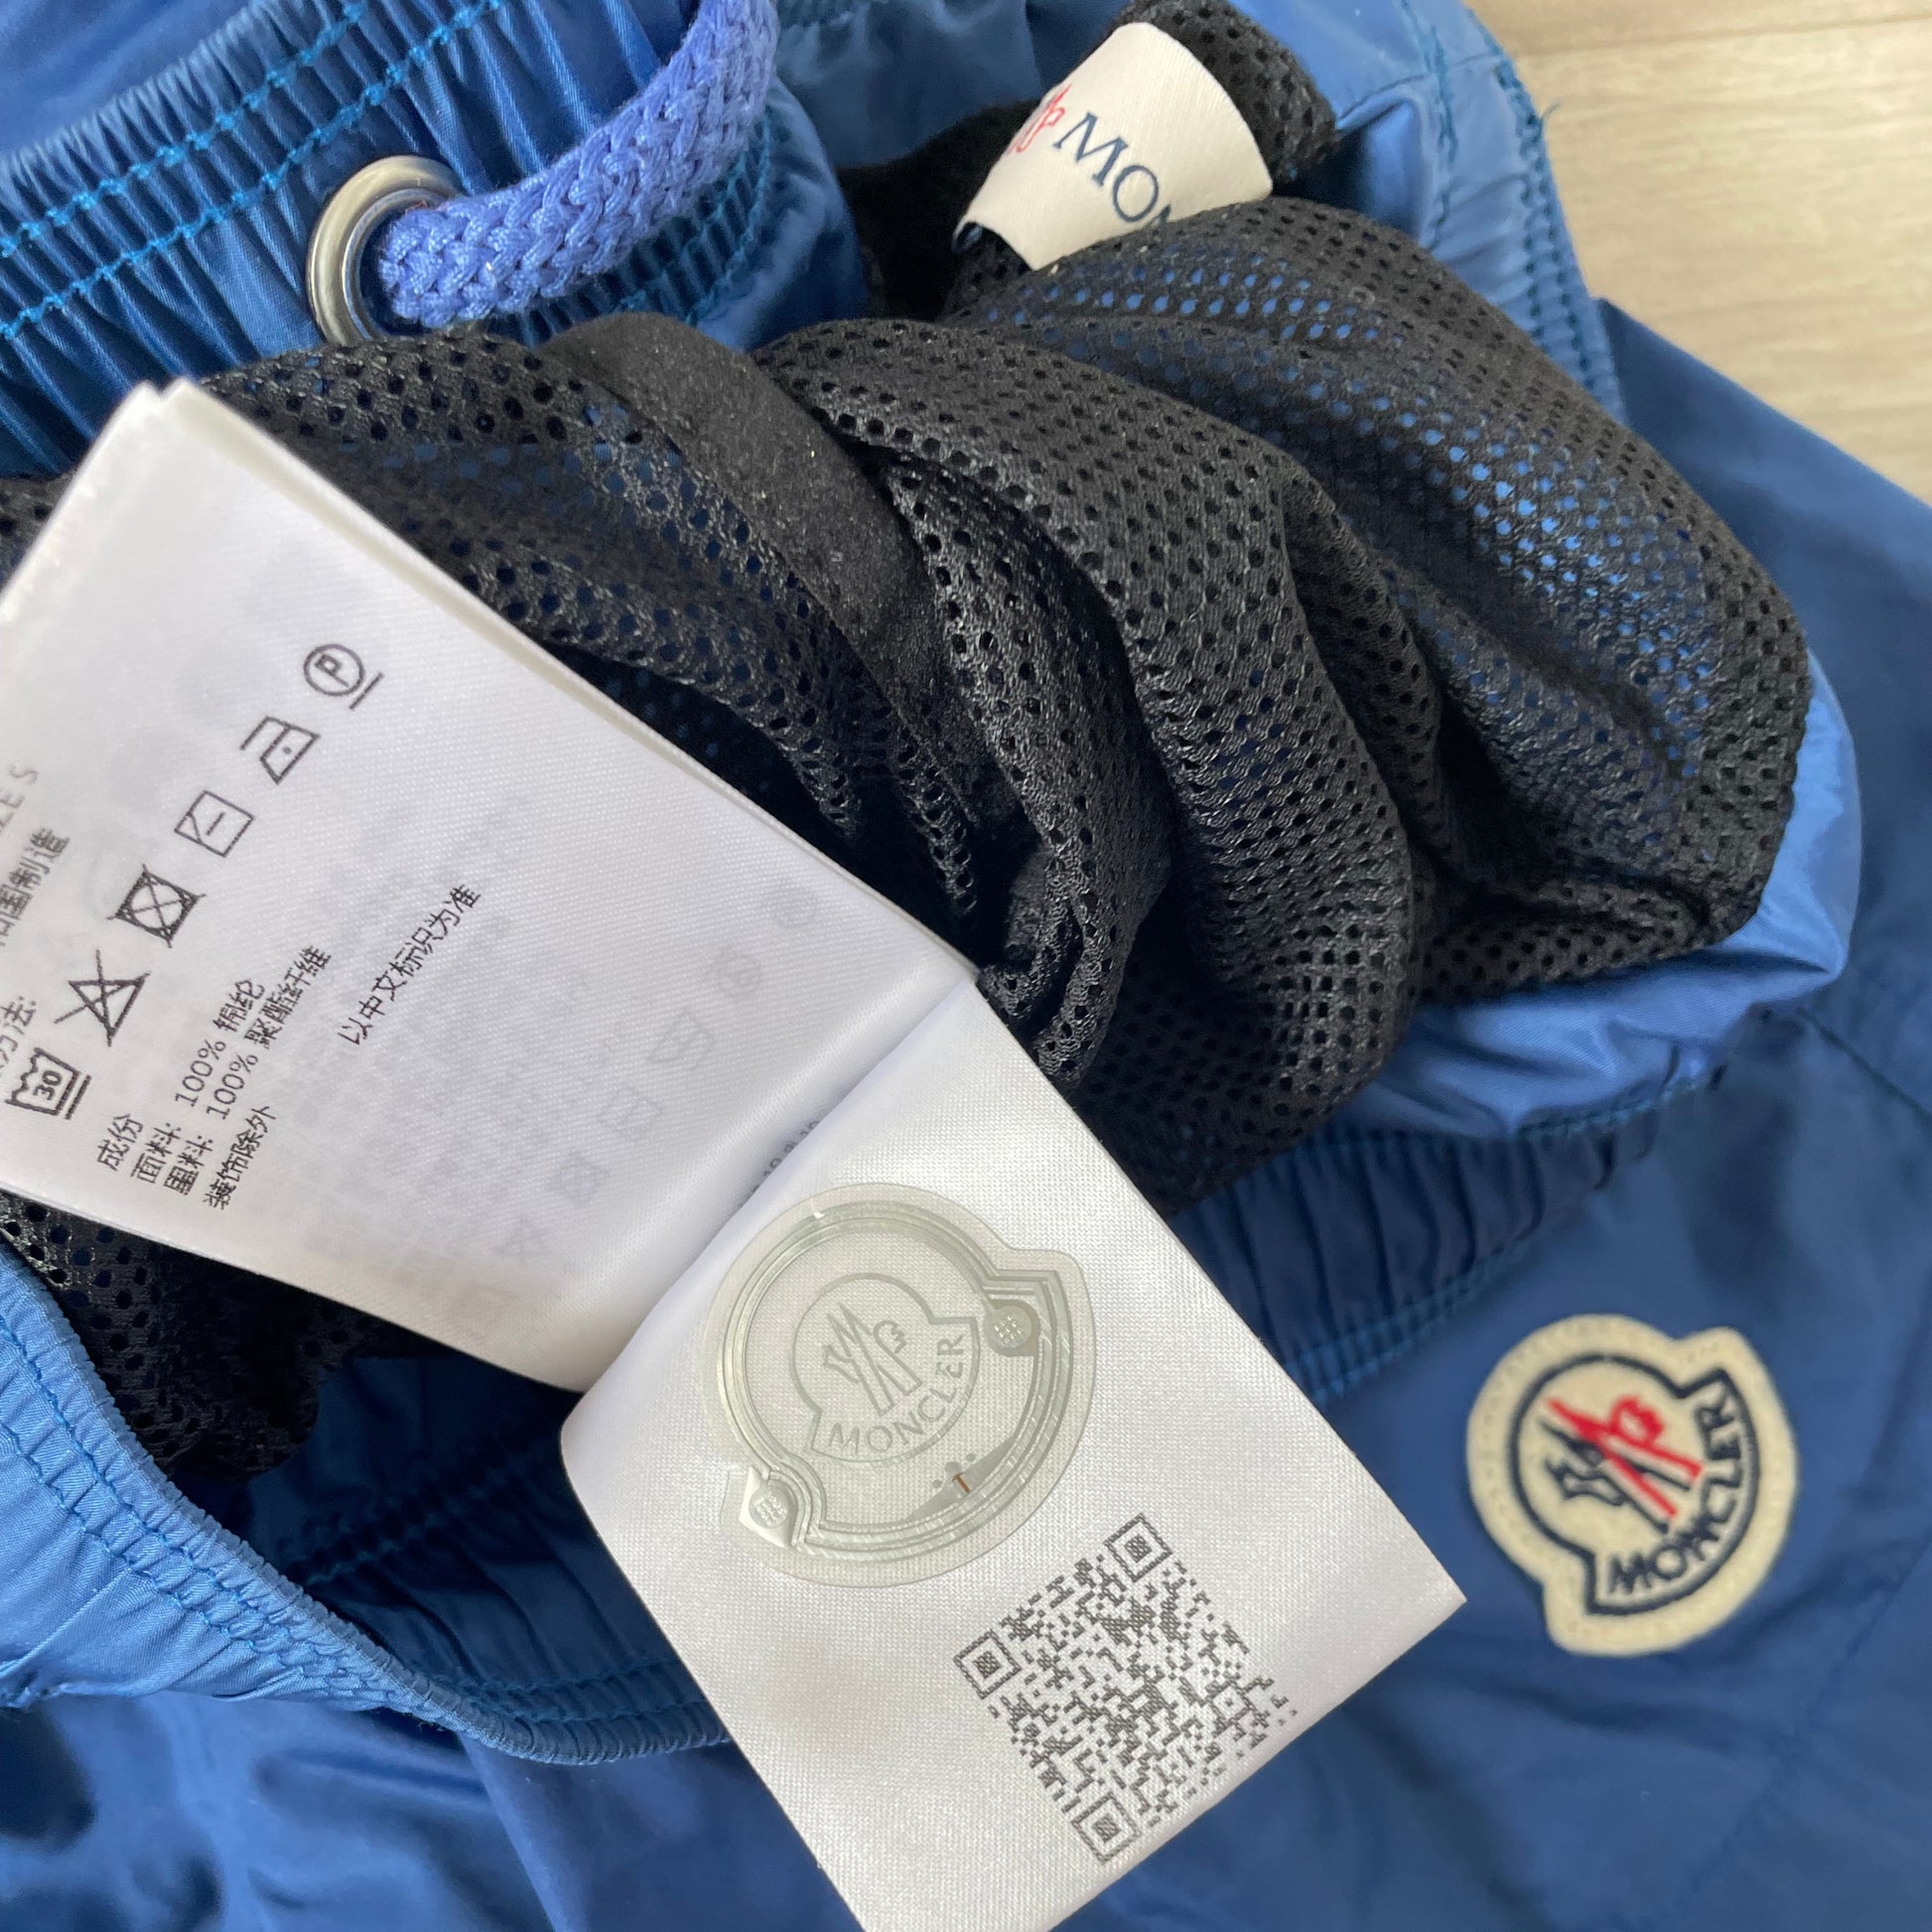 MON
ZE S
国制造
方法:
30
P
成份
面料: 100% 锦纶
里料: 100% 聚酯纤维
装饰除外
以中文标识为准
MONCLER
MONCLER